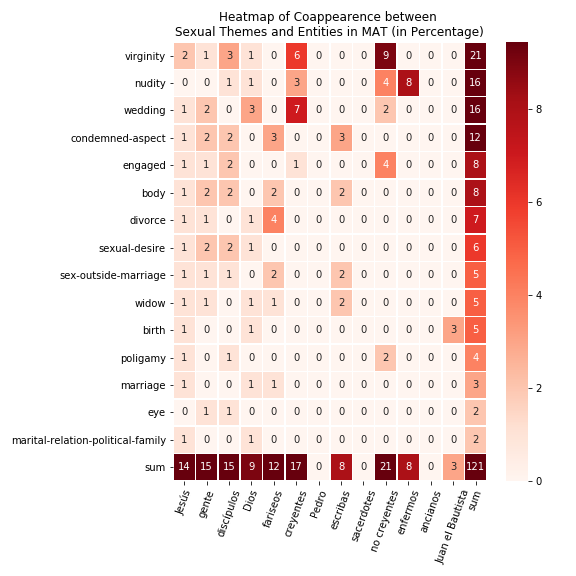 Heatmap of Coappearence between
Sexual Themes and Entities in MAT (in Percentage)
virginity 2 1 3 1 0 6 0 0 0 9 0 0 0 21
nudity 0 0 1 1 0 3 0 0 0 4 8 0 0 16
wedding 1 2 0 3 0 7 0 0 0 2 0 0 0 16
condemned-aspect 1 2 2 0 3 0 0 3 0 0 0 0 0 12
engaged 1 1 2 0 0 1 0 0 0 4 0 0 0 8
body 1 2 2 0 2 0 0 2 0 0 0 0 0 8
divorce 1 1 0 1 4 0 0 0 0 0 0 0 0 7
sexual-desire 1 2 2 1 0 0 0 0 0 0 0 0 0 6
sex-outside-marriage 1 1 1 0 2 0 0 2 0 0 0 0 0 5
widow 1 1 0 1 1 0 0 2 0 0 0 0 0 5
birth 1 0 0 1 0 0 0 0 0 0 0 0 3 5
poligamy 1 0 1 0 0 0 0 0 0 2 0 0 0 4
marriage 1 0 0 1 1 0 0 0 0 0 0 0 0 3
eye 0 1 1 0 0 0 0 0 0 0 0 0 0 2
marital-relation-political-family 1 0 0 1 0 0 0 0 0 0 0 0 0 2
sum 14 15 15 9 12 17 0 8 0 21 8 0 3 121
Jesús gente discípulos Dios fariseos creyentes Pedro escribas sacerdotes no creyentes enfermos ancianos Juan el Bautista sum
8
6
4
2
0